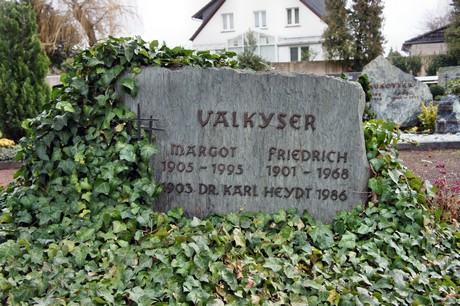 VALKYSER
MARGOT FRIEDRICH
1905 - 1995 1901 - 1968
1903 DR. KARL HEYDT 1986